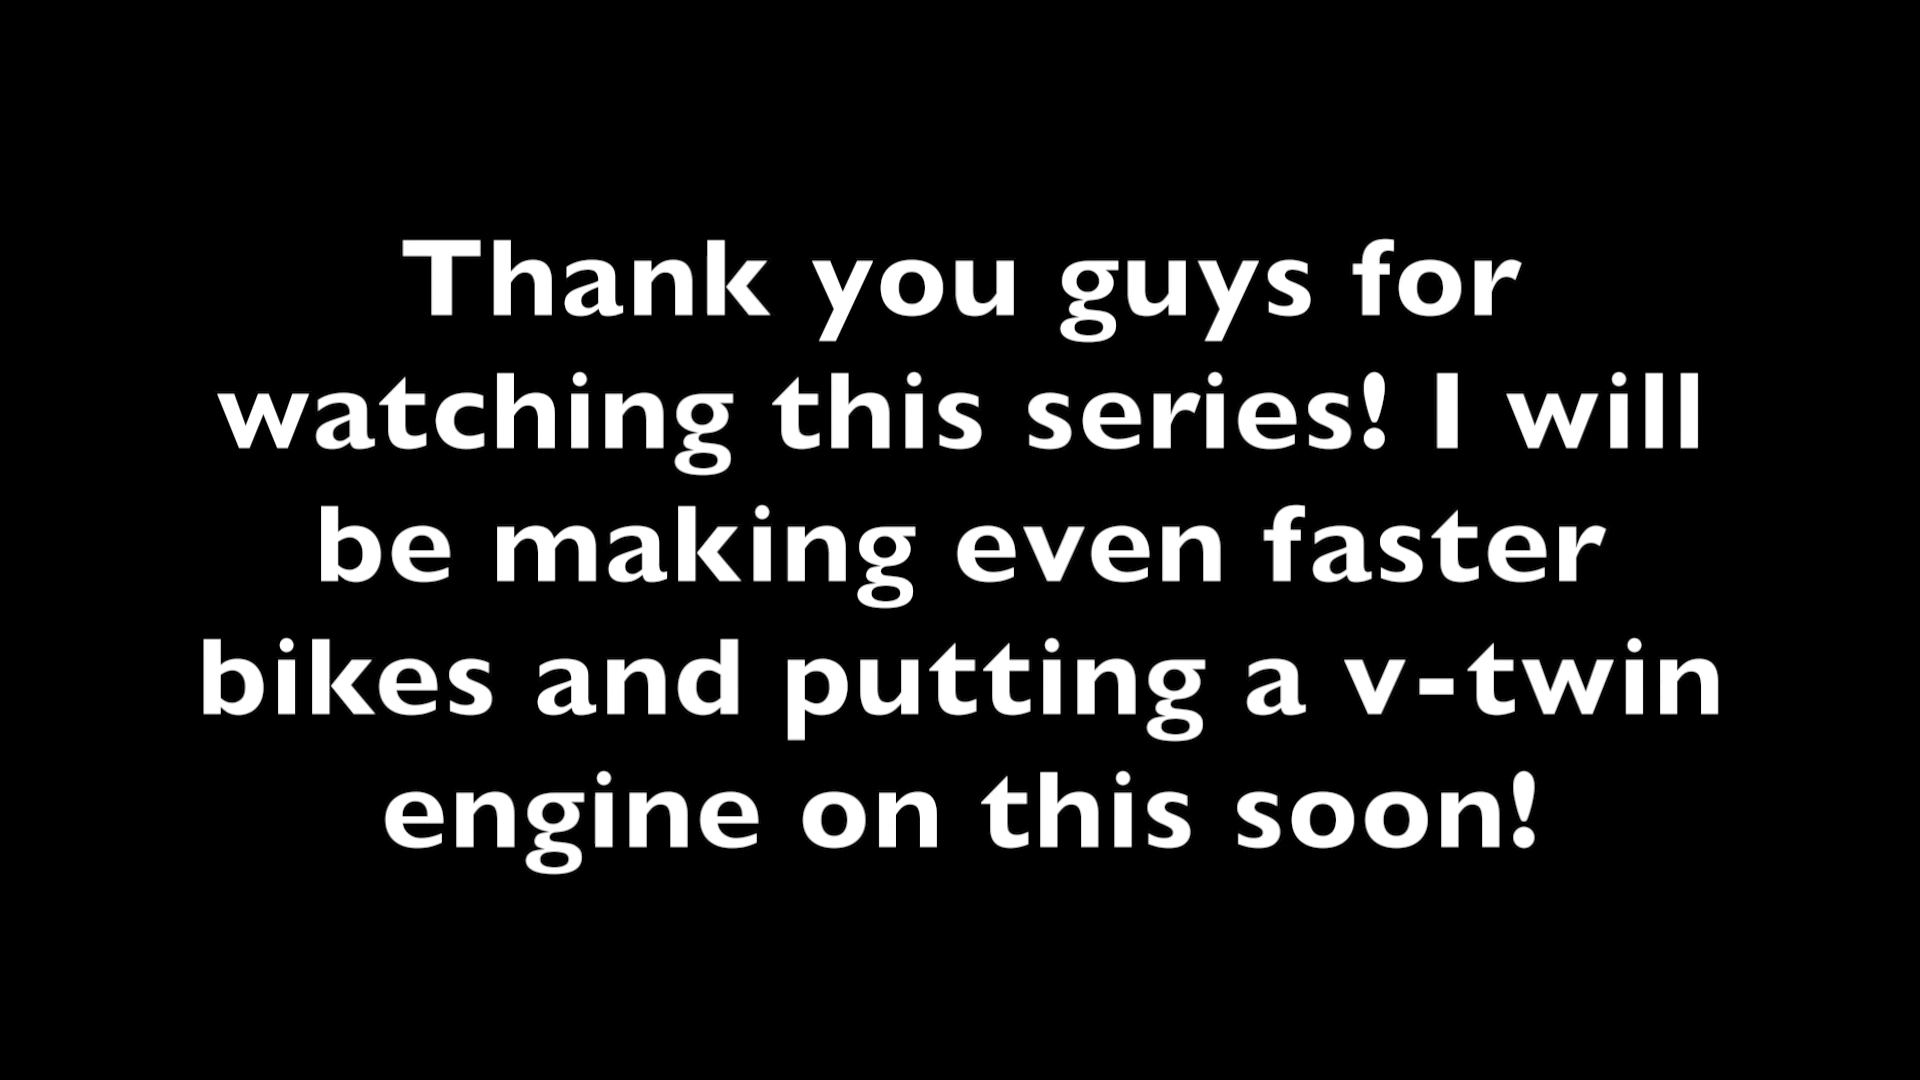 Thank you guys for
watching this series! I will
be making even faster
bikes and putting a v-twin
engine on this soon!